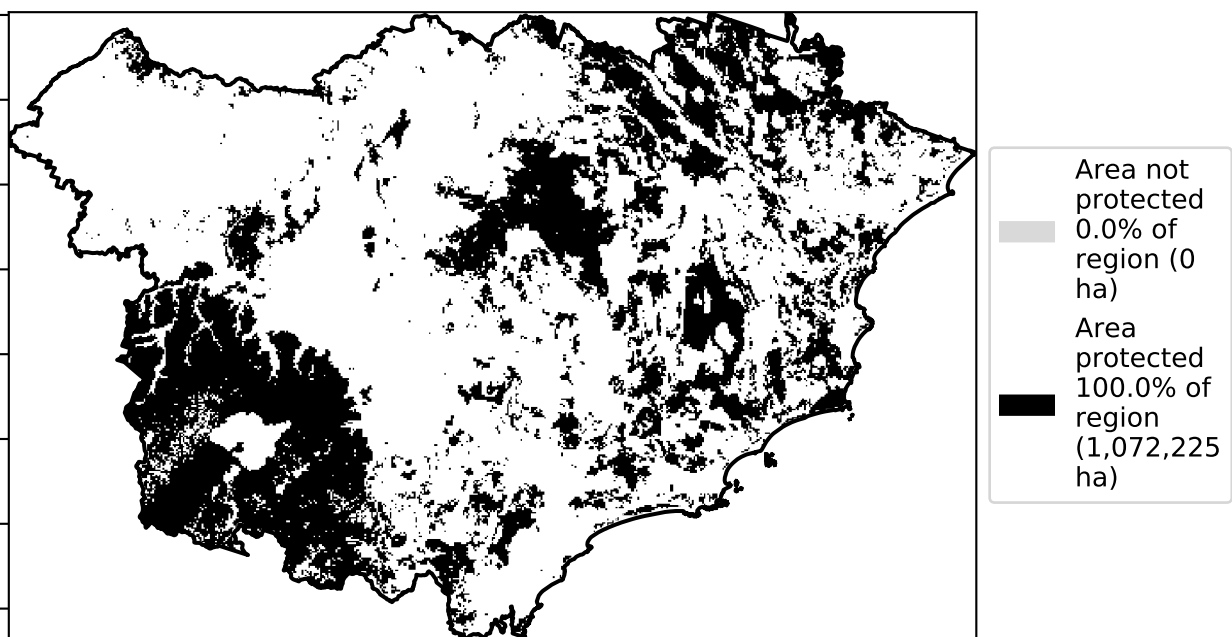 Area not
protected
0.0% of
region (0
ha)
Area
protected
100.0% of
region
(1,072,225
ha)